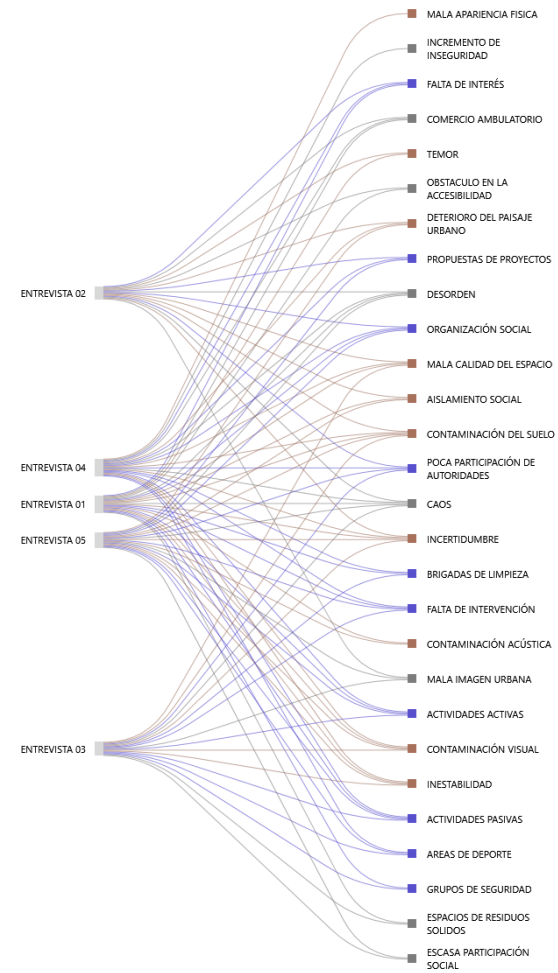 MALA APARIENCIA FISICA
INCREMENTO DE
INSEGURIDAD
FALTA DE INTERÉS
COMERCIO AMBULATORIO
TEMOR
OBSTACULO EN LA
ACCESIBILIDAD
DETERIORO DEL PAISAJE
URBANO
PROPUESTAS DE PROYECTOS
ENTREVISTA 02
DESORDEN
ORGANIZACIÓN SOCIAL
MALA CALIDAD DEL ESPACIO
AISLAMIENTO SOCIAL
CONTAMINACIÓN DEL SUELO
ENTREVISTA 04
POCA PARTICIPACIÓN DE
AUTORIDADES
ENTREVISTA 01
CAOS
ENTREVISTA 05
INCERTIDUMBRE
BRIGADAS DE LIMPIEZA
FALTA DE INTERVENCIÓN
CONTAMINACIÓN ACÚSTICA
MALA IMAGEN URBANA
ACTIVIDADES ACTIVAS
ENTREVISTA 03
CONTAMINACIÓN VISUAL
INESTABILIDAD
ACTIVIDADES PASIVAS
AREAS DE DEPORTE
GRUPOS DE SEGURIDAD
ESPACIOS DE RESIDUOS
SOLIDOS
ESCASA PARTICIPACIÓN
SOCIAL